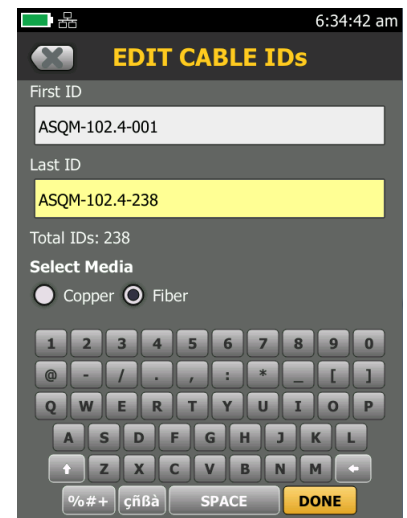 6:34:42 am
EDIT CABLE IDs
First ID
ASQM-102.4-001
Last ID
ASQM-102.4-238
Total IDs: 238
Select Media
Copper Fiber
1 2 3 4 5 6 7 8 9 0
@ - / . , : * _ [ ]
Q W E R T Y U I O P
A S D F G H J K L
Z X C V B N M
%#+ çñßà SPACE DONE